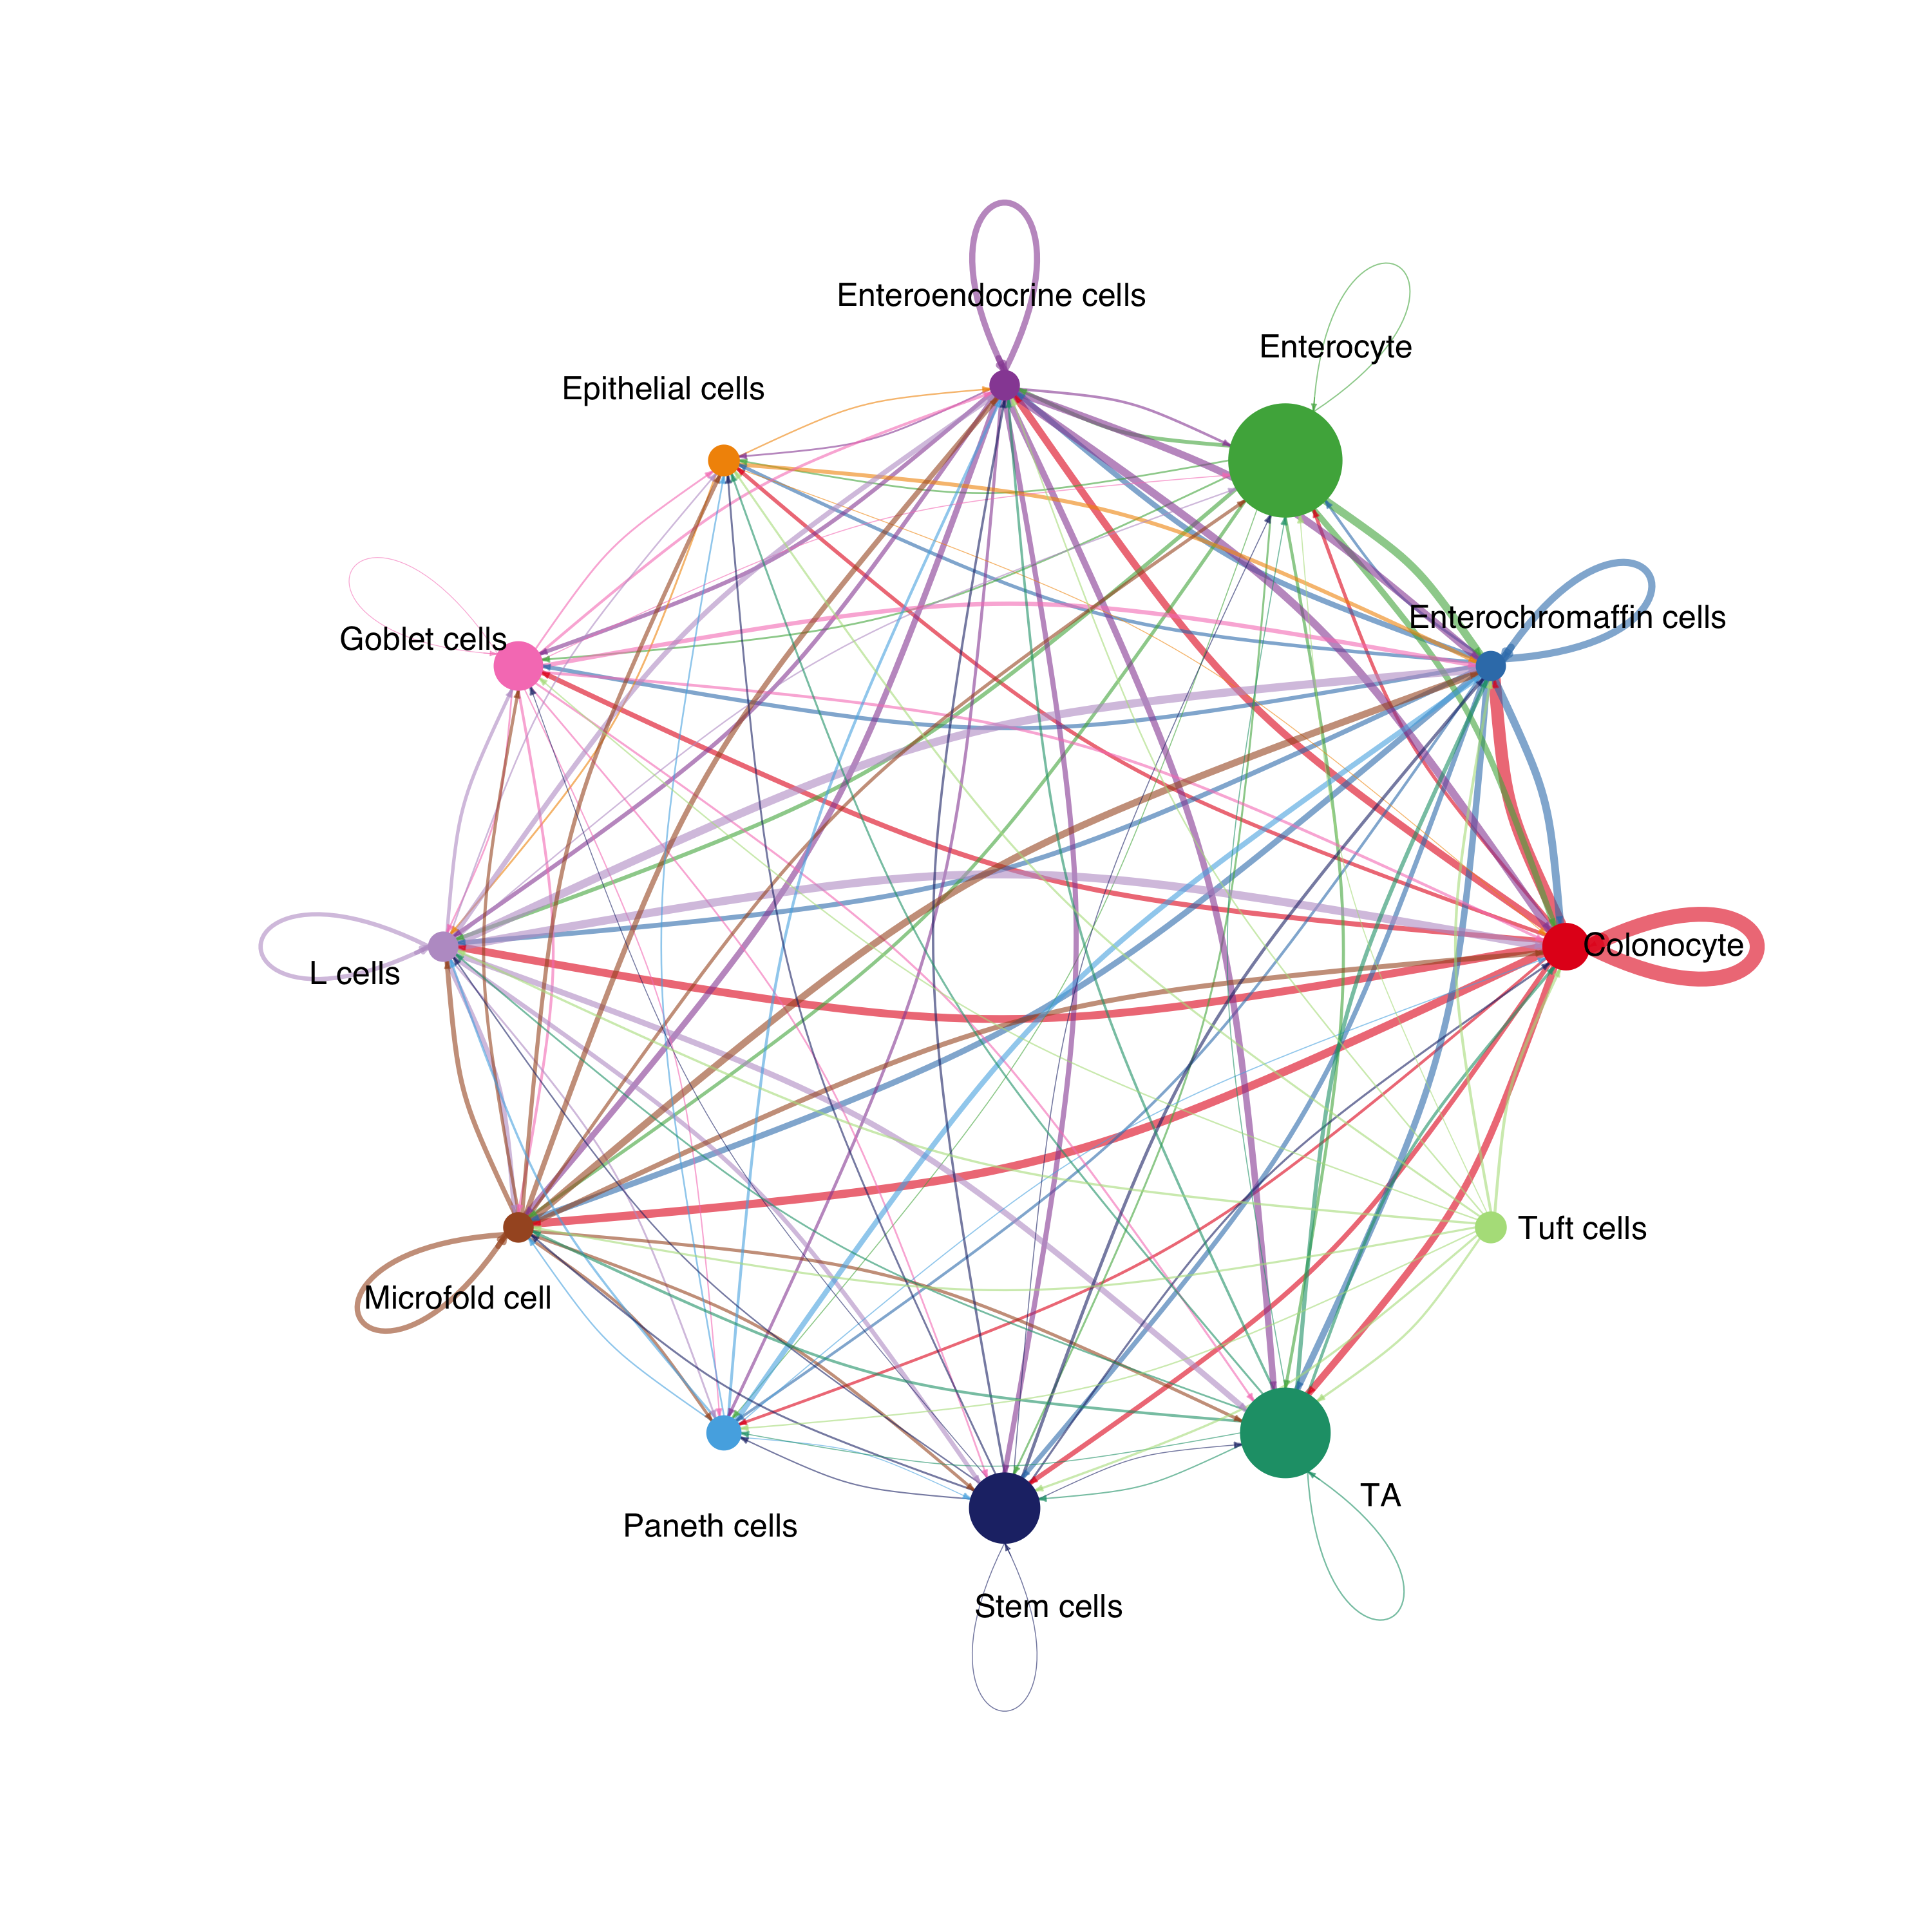 Enteroendocrine cells
Enterocyte
Epithelial cells
Enterochromaffin cells
Goblet cells
Colonocyte
L cells
Tuft cells
Microfold cell
TA
Paneth cells
Stem cells